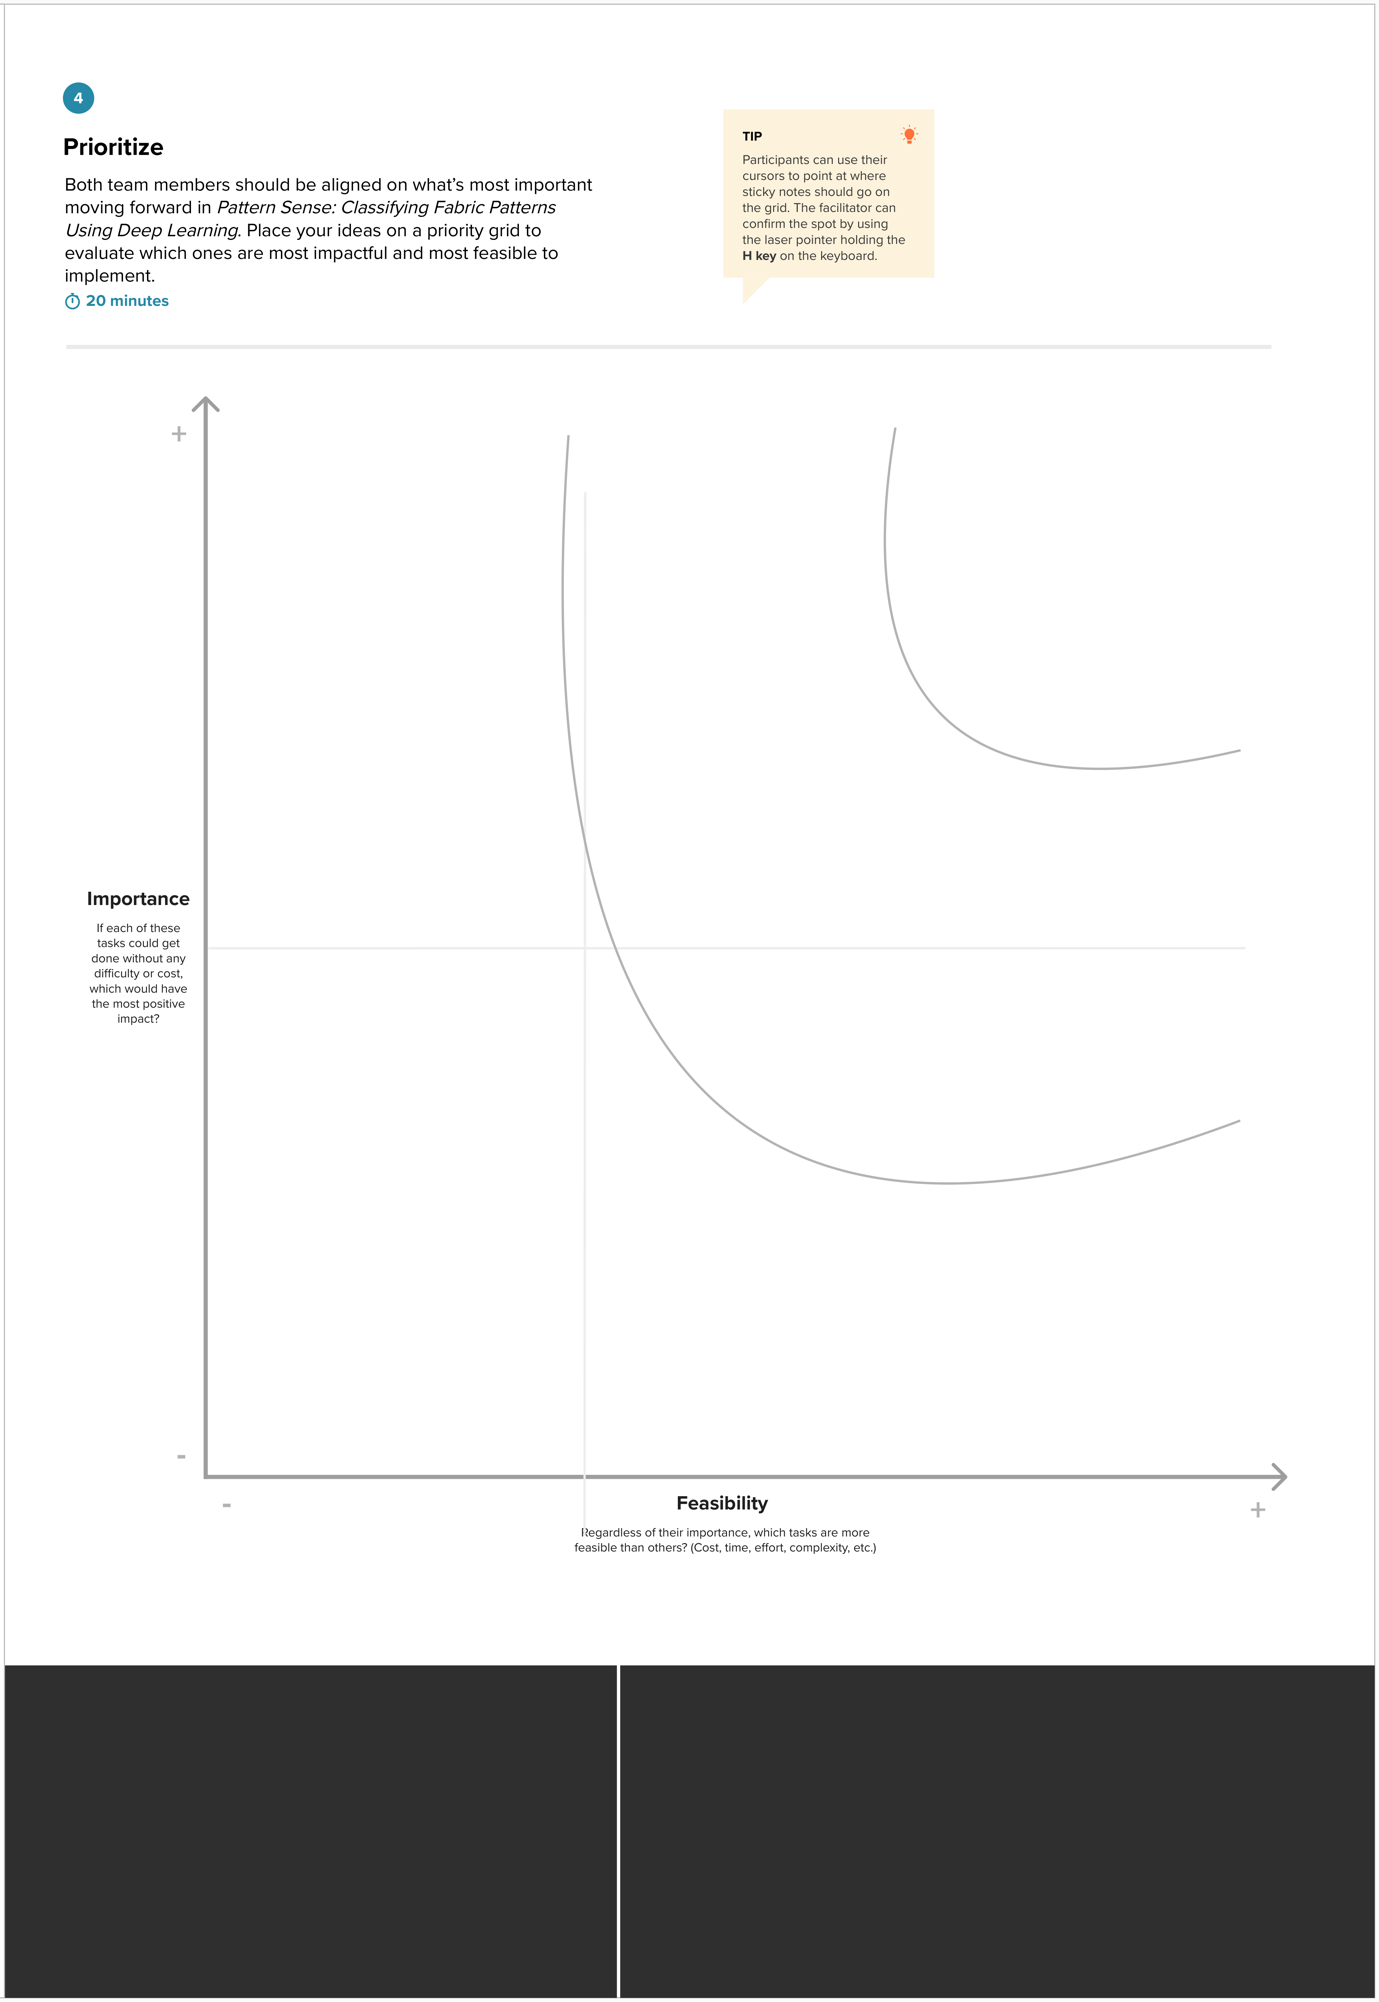 4
Prioritize
Both team members should be aligned on what's most important
moving forward in Pattern Sense: Classifying Fabric Patterns
Using Deep Learning. Place your ideas on a priority grid to
evaluate which ones are most impactful and most feasible to
implement.
20 minutes
TIP
Participants can use their
cursors to point at where
sticky notes should go on
the grid. The facilitator can
confirm the spot by using
the laser pointer holding the
H key on the keyboard.
+
Importance
If each of these
tasks could get
done without any
difficulty or cost,
which would have
the most positive
impact?
-
-
Feasibility
+
Regardless of their importance, which tasks are more
feasible than others? (Cost, time, effort, complexity, etc.)